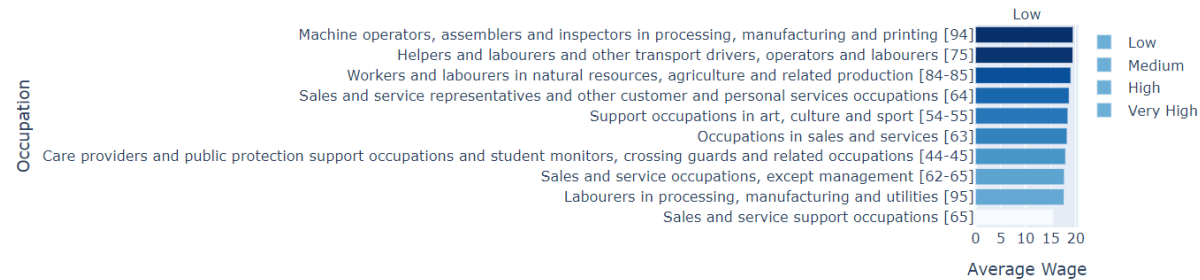 Low
Machine operators, assemblers and inspectors in processing, manufacturing and printing [94]
Helpers and labourers and other transport drivers, operators and labourers [75]
Workers and labourers in natural resources, agriculture and related production [84-85]
Sales and service representatives and other customer and personal services occupations [64]
Support occupations in art, culture and sport [54-55]
Occupations in sales and services [63]
Care providers and public protection support occupations and student monitors, crossing guards and related occupations [44-45]
Sales and service occupations, except management [62-65]
Labourers in processing, manufacturing and utilities [95]
Sales and service support occupations [65]
Occupation
0 5 10 15 20
Average Wage
Low
Medium
High
Very High